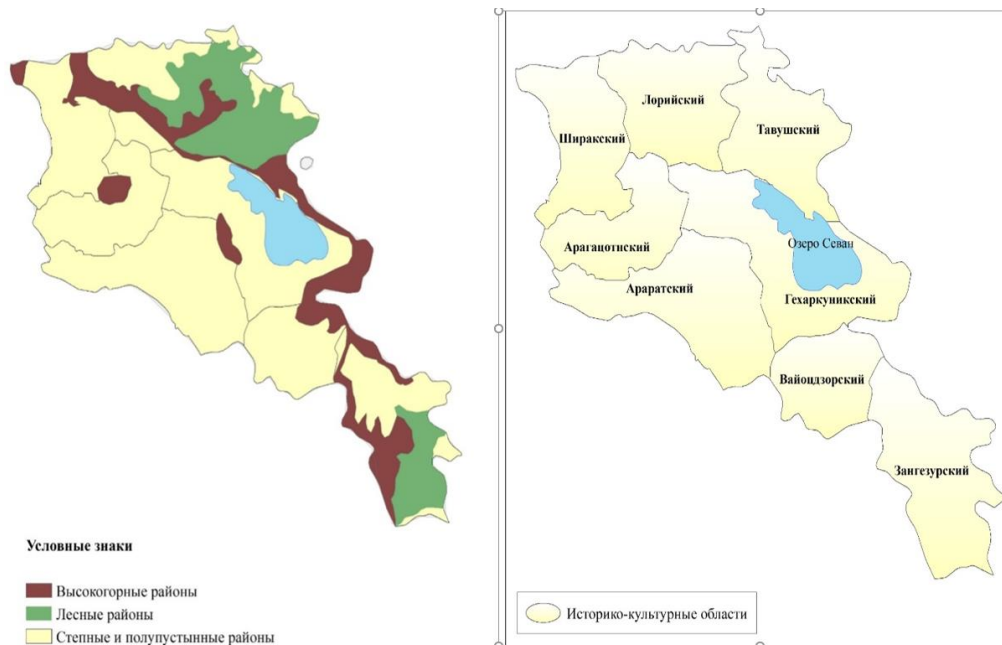 Условные знаки
Высокогорные районы
Лесные районы
Степные и полупустынные районы
Лорийский
Тавушский
Ширакский
Арагацотнский
Озеро Севан
Араратский
Гехаркуникский
Вайоцдзорский
Зангезурский
Историко-культурные области